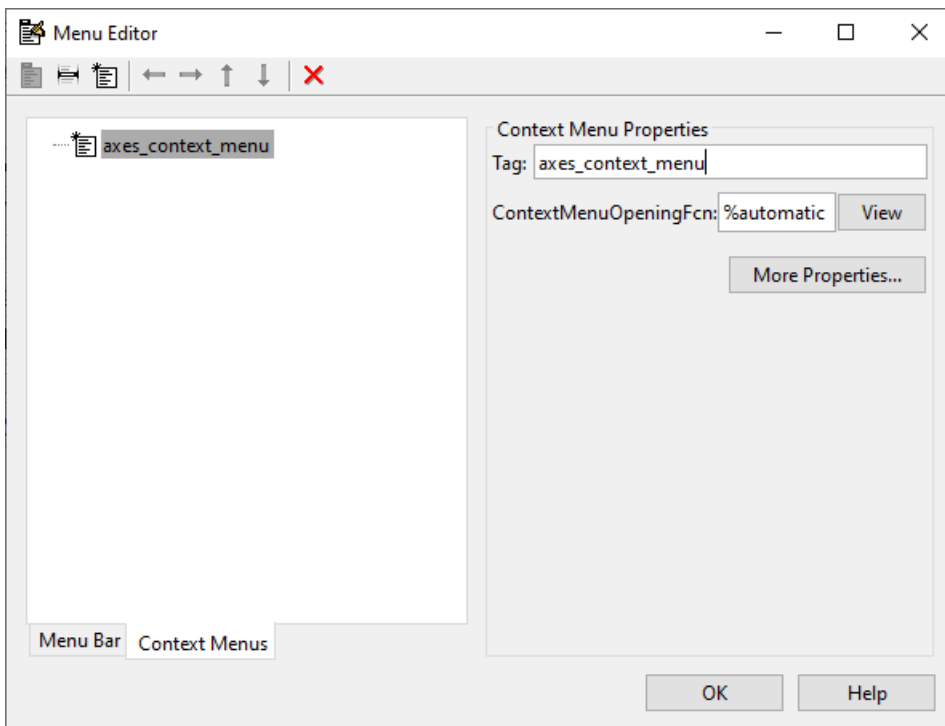 Menu Editor
axes_context_menu
Context Menu Properties
Tag: axes_context_menu
ContextMenuOpeningFcn: %automatic View
More Properties...
Menu Bar Context Menus
OK Help